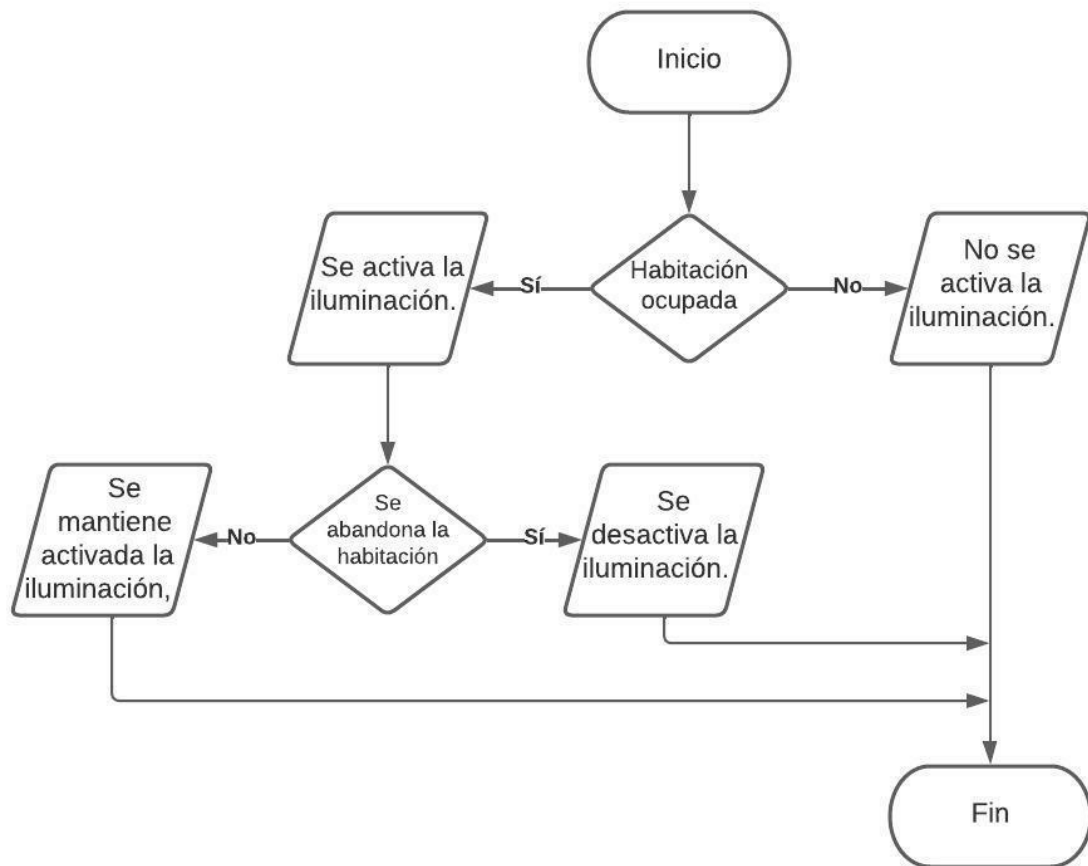 Inicio
Se activa la
iluminación.
Sí
Habitación
ocupada
No
No se
activa la
iluminación.
Se
mantiene
activada la
iluminación,
No
Se
abandona la
habitación
Sí
Se
desactiva la
iluminación.
Fin